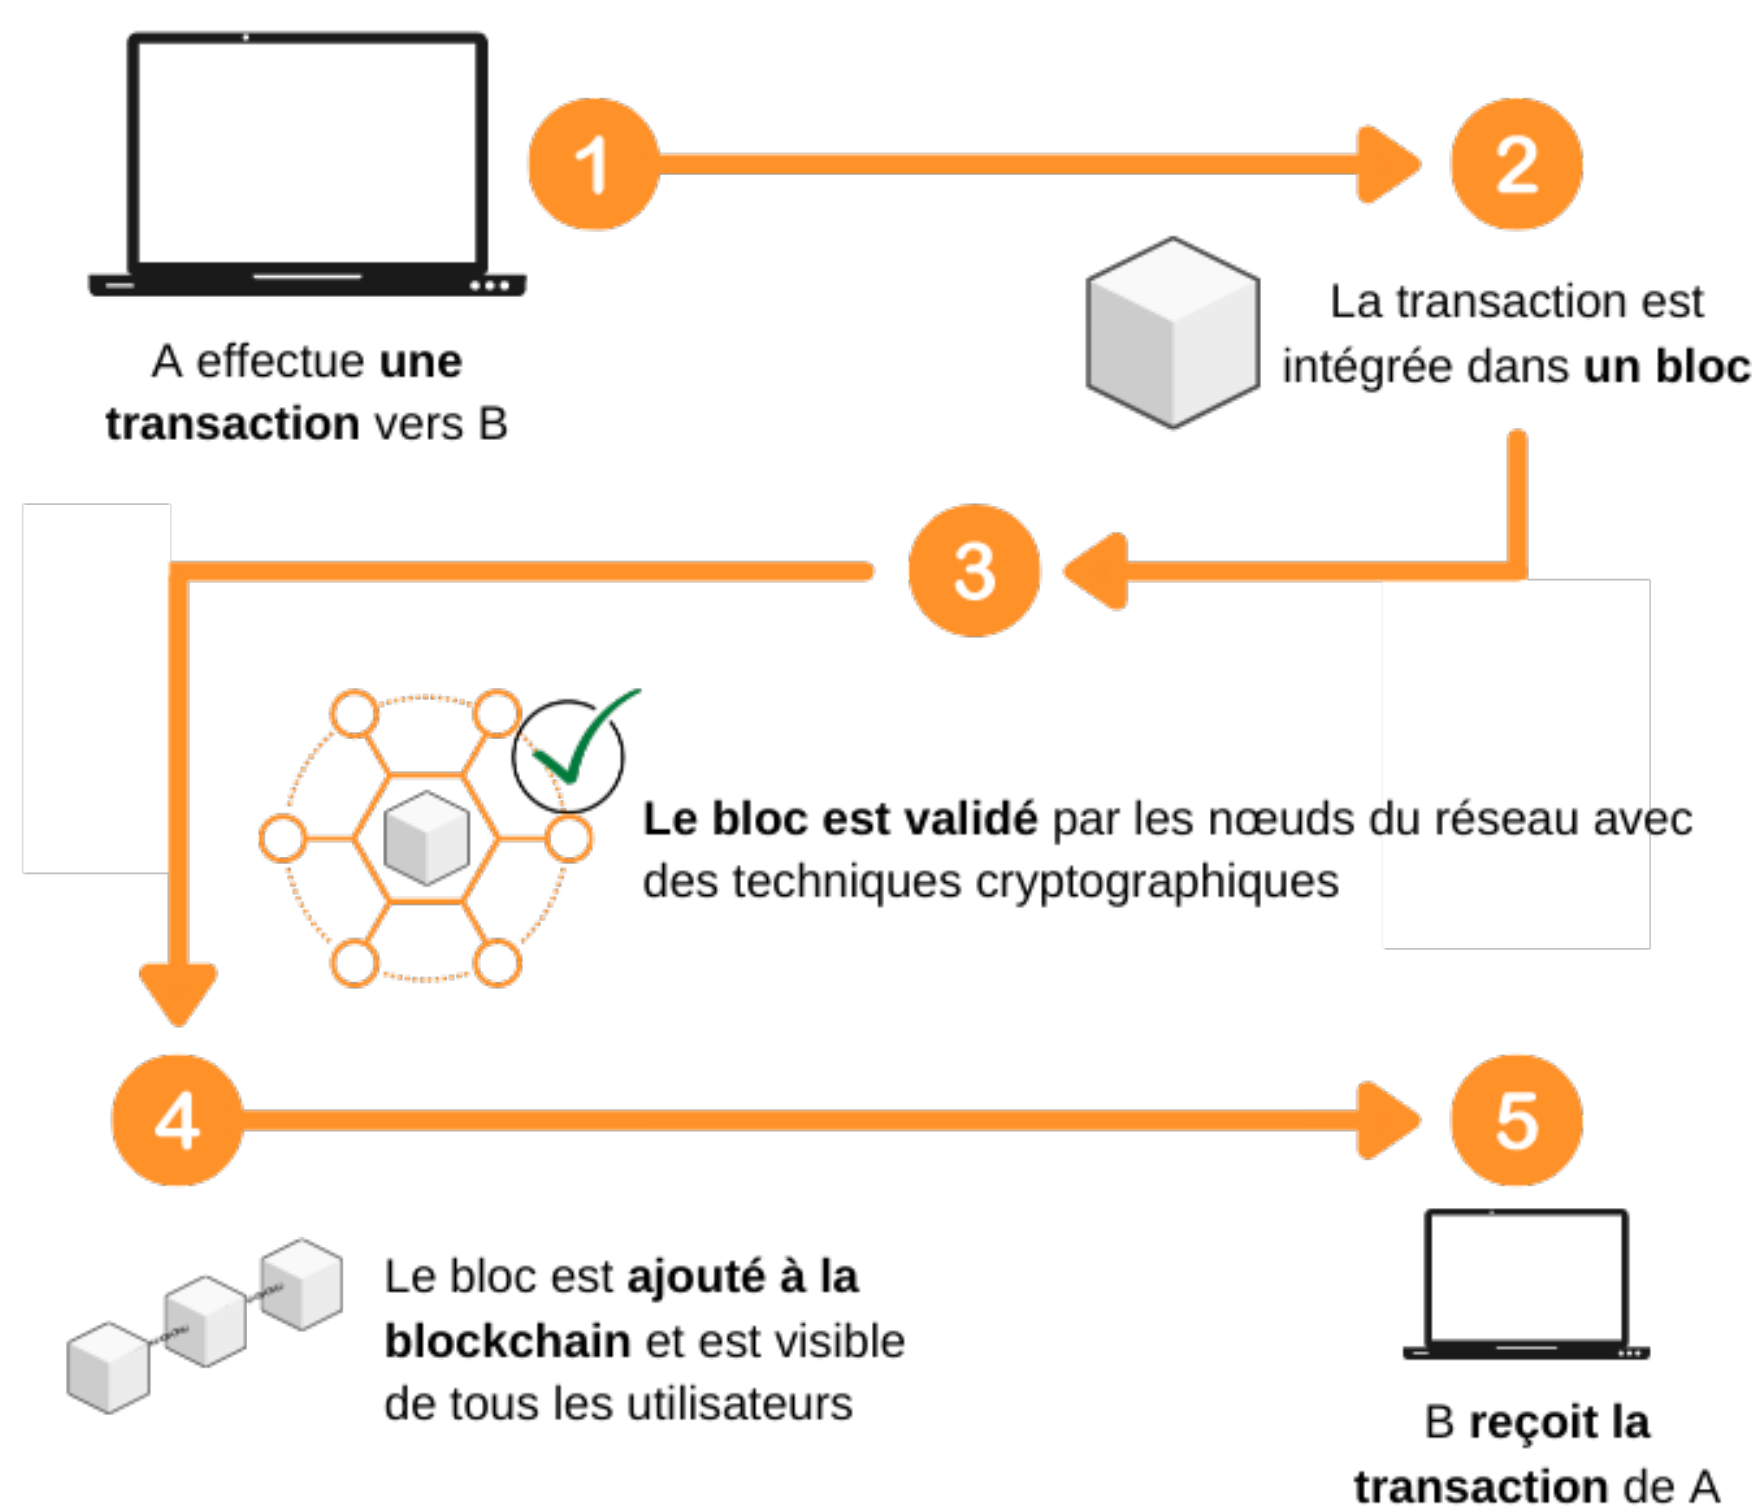 1
2
A effectue une
transaction vers B
La transaction est
intégrée dans un bloc
3
Le bloc est validé par les nœuds du réseau avec
des techniques cryptographiques
4
5
Le bloc est ajouté à la
blockchain et est visible
de tous les utilisateurs
B reçoit la
transaction de A